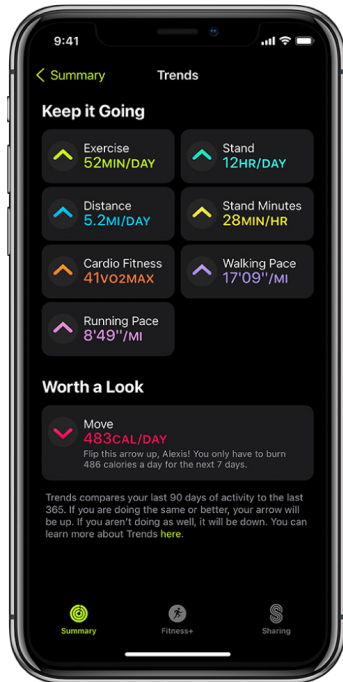 9:41
Summary
Trends
Keep it Going
Exercise
52MIN/DAY
Stand
12HR/DAY
Distance
5.2MI/DAY
Stand Minutes
28MIN/HR
Cardio Fitness
41VO2MAX
Walking Pace
17'09''/MI
Running Pace
8'49''/MI
Worth a Look
Move
483CAL/DAY
Flip this arrow up, Alexis! You only have to burn
486 calories a day for the next 7 days.
Trends compares your last 90 days of activity to the last
365. If you are doing the same or better, your arrow will
be up. If you aren't doing as well, it will be down. You can
learn more about Trends here.
Summary
Fitness+
Sharing